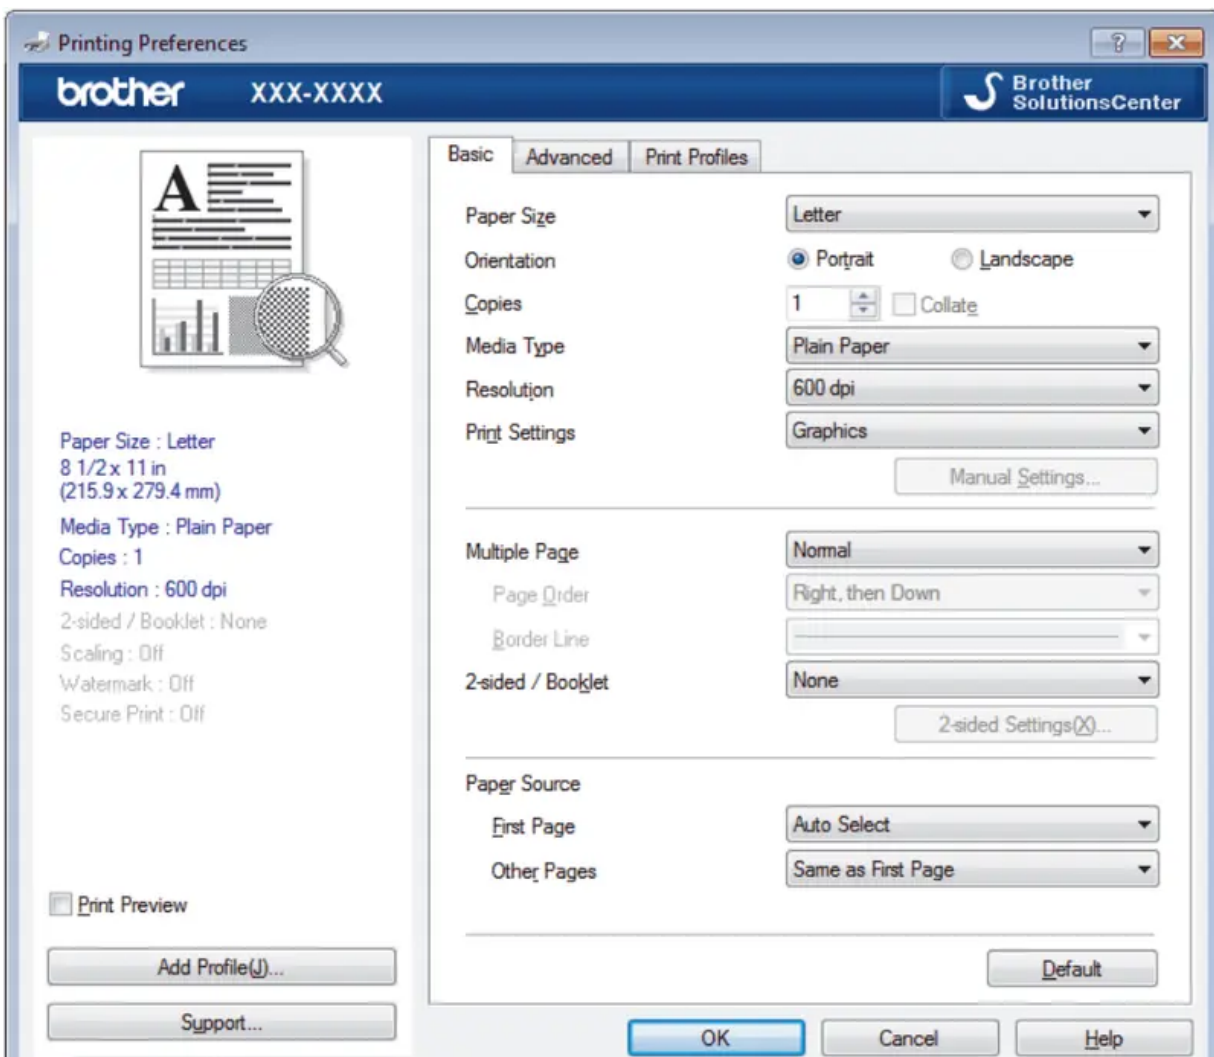 Printing Preferences
brother XXX-XXXX
Brother
SolutionsCenter
A
Paper Size : Letter
8 1/2 x 11 in
(215.9 x 279.4 mm)
Media Type : Plain Paper
Copies : 1
Resolution : 600 dpi
2-sided / Booklet : None
Scaling : Off
Watermark : Off
Secure Print : Off
Print Preview
Add Profile(J)...
Support...
Basic Advanced Print Profiles
Paper Size Letter
Orientation Portrait Landscape
Copies 1 Collate
Media Type Plain Paper
Resolution 600 dpi
Print Settings Graphics
Manual Settings...
Multiple Page Normal
Page Order Right, then Down
Border Line
2-sided / Booklet None
2-sided Settings(X)...
Paper Source
First Page Auto Select
Other Pages Same as First Page
Default
OK Cancel Help